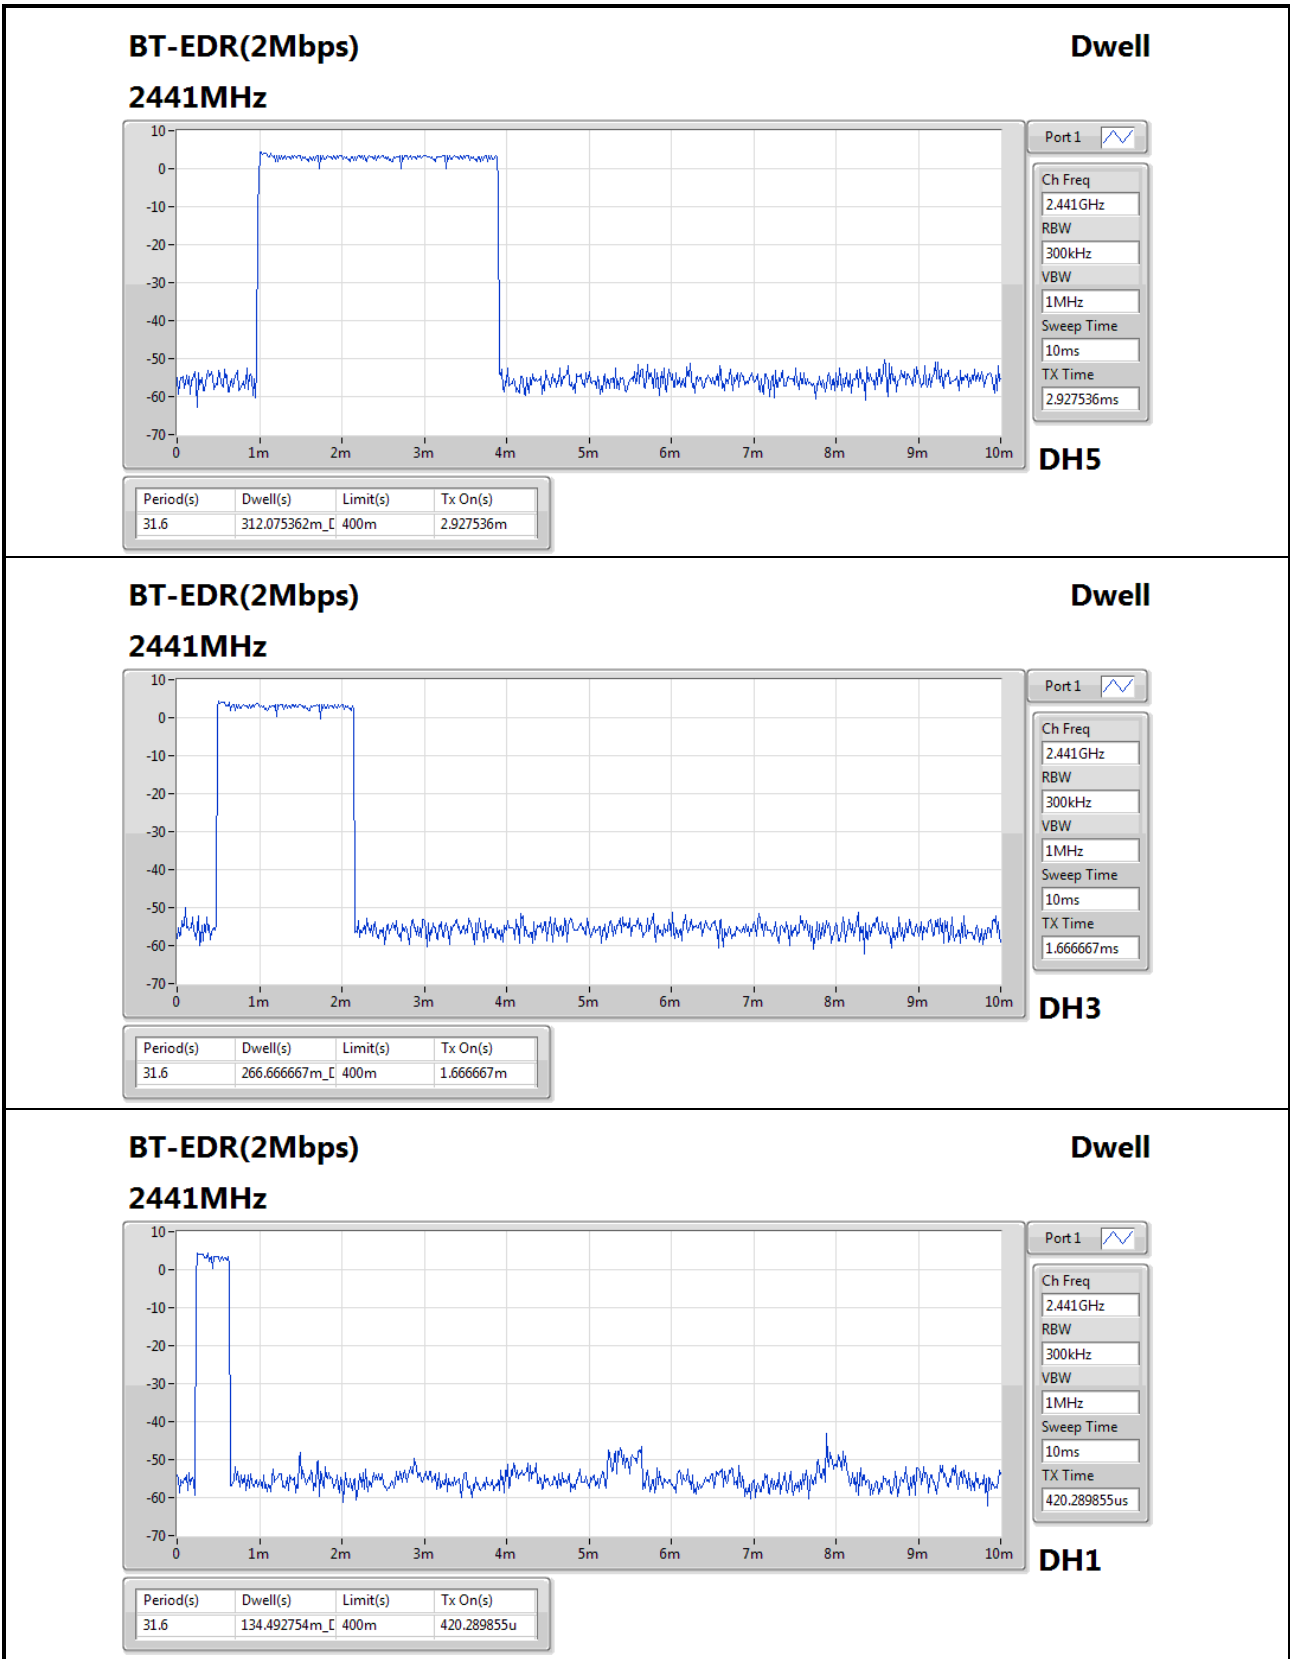 BT-EDR(2Mbps) Dwell
2441MHz
10
0
-10
-20
-30
-40
-50
-60
-70
0 1m 2m 3m 4m 5m 6m 7m 8m 9m 10m
Port 1
Ch Freq
2.441GHz
RBW
300kHz
VBW
1MHz
Sweep Time
10ms
TX Time
2.927536ms
DH5
Period(s) Dwell(s) Limit(s) Tx On(s)
31.6 312.075362m_D 400m 2.927536m
BT-EDR(2Mbps) Dwell
2441MHz
10
0
-10
-20
-30
-40
-50
-60
-70
0 1m 2m 3m 4m 5m 6m 7m 8m 9m 10m
Port 1
Ch Freq
2.441GHz
RBW
300kHz
VBW
1MHz
Sweep Time
10ms
TX Time
1.666667ms
DH3
Period(s) Dwell(s) Limit(s) Tx On(s)
31.6 266.666667m_D 400m 1.666667m
BT-EDR(2Mbps) Dwell
2441MHz
10
0
-10
-20
-30
-40
-50
-60
-70
0 1m 2m 3m 4m 5m 6m 7m 8m 9m 10m
Port 1
Ch Freq
2.441GHz
RBW
300kHz
VBW
1MHz
Sweep Time
10ms
TX Time
420.289855us
DH1
Period(s) Dwell(s) Limit(s) Tx On(s)
31.6 134.492754m_D 400m 420.289855u